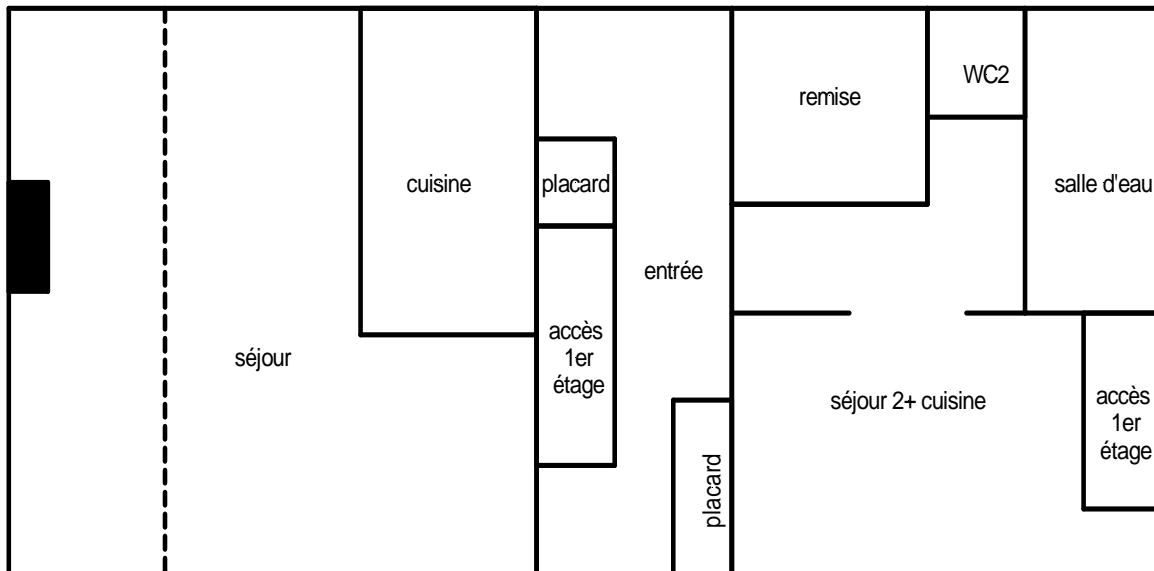 WC2
remise
cuisine
placard
salle d'eau
entrée
séjour
accès
1er
étage
séjour 2+ cuisine
accès
1er
étage
placard